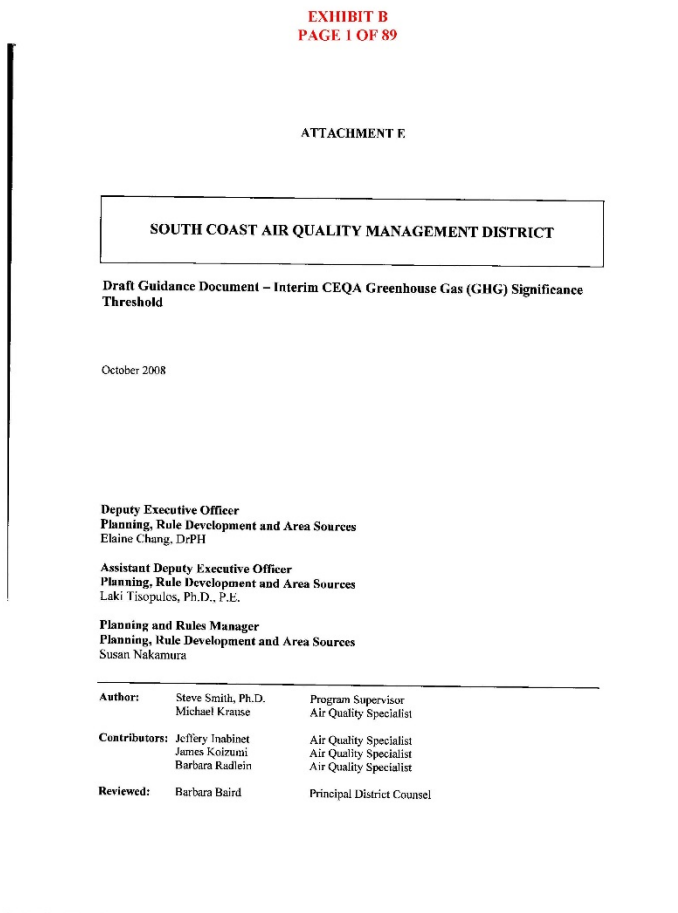 EXHIBIT B
PAGE 1 OF 89
ATTACHMENT E
SOUTH COAST AIR QUALITY MANAGEMENT DISTRICT
Draft Guidance Document – Interim CEQA Greenhouse Gas (GHG) Significance
Threshold
October 2008
Deputy Executive Officer
Planning, Rule Development and Area Sources
Elaine Chang, DrPH
Assistant Deputy Executive Officer
Planning, Rule Development and Area Sources
Laki Tisopulos, Ph.D., P.E.
Planning and Rules Manager
Planning, Rule Development and Area Sources
Susan Nakamura
Author: Steve Smith, Ph.D. Program Supervisor
Michael Krause Air Quality Specialist
Contributors: Jeffery Inabinet Air Quality Specialist
James Koizumi Air Quality Specialist
Barbara Radlein Air Quality Specialist
Reviewed: Barbara Baird Principal District Counsel